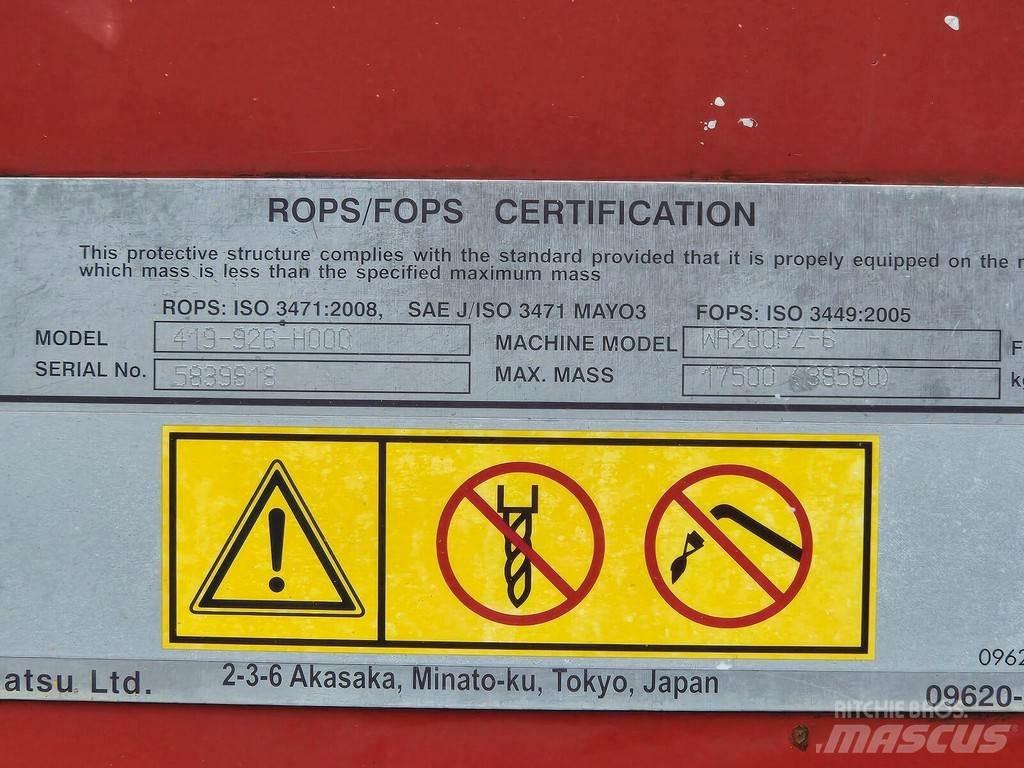 ROPS/FOPS CERTIFICATION
This protective structure complies with the standard provided that it is propely equipped on the
which mass is less than the specified maximum mass
ROPS: ISO 3471:2008, SAE J/ISO 3471 MAYO3 FOPS: ISO 3449:2005
MODEL 419-926-H000 MACHINE MODEL WA200PZ-6
SERIAL No. 5839818 MAX. MASS 17500 (38580) kg
0962
atsu Ltd. 2-3-6 Akasaka, Minato-ku, Tokyo, Japan 09620-
RITCHIE BROS.
MASCUS